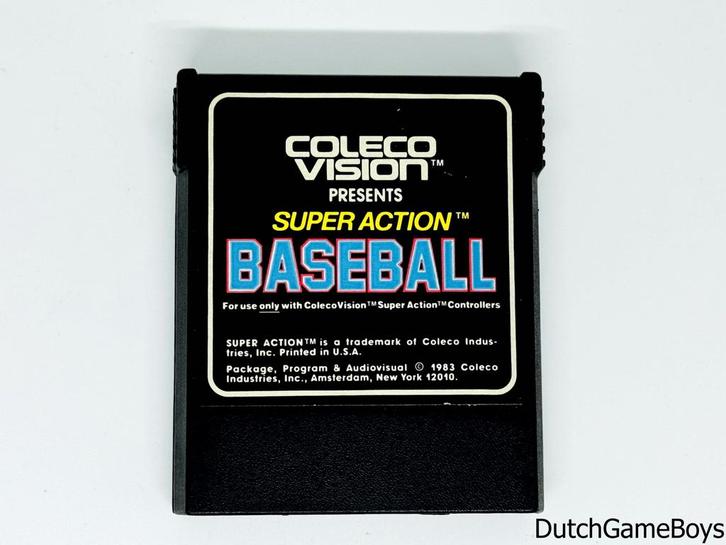 COLECO
VISION™
PRESENTS
SUPER ACTION™
BASEBALL
For use only with ColecoVision™ Super Action™ Controllers
SUPER ACTION™ is a trademark of Coleco Indus-
tries, Inc. Printed in U.S.A.
Package, Program & Audiovisual © 1983 Coleco
Industries, Inc., Amsterdam, New York 12010.
DutchGameBoys